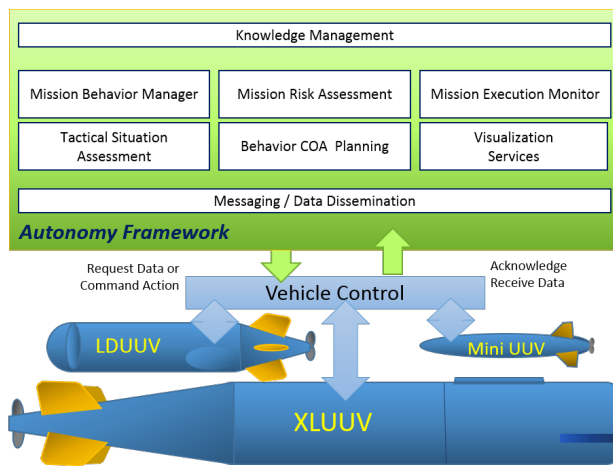 Knowledge Management
Mission Behavior Manager
Mission Risk Assessment
Mission Execution Monitor
Tactical Situation
Assessment
Behavior COA Planning
Visualization
Services
Messaging / Data Dissemination
Autonomy Framework
Request Data or
Command Action
Acknowledge
Receive Data
Vehicle Control
LDUUV
Mini UUV
XLUUV